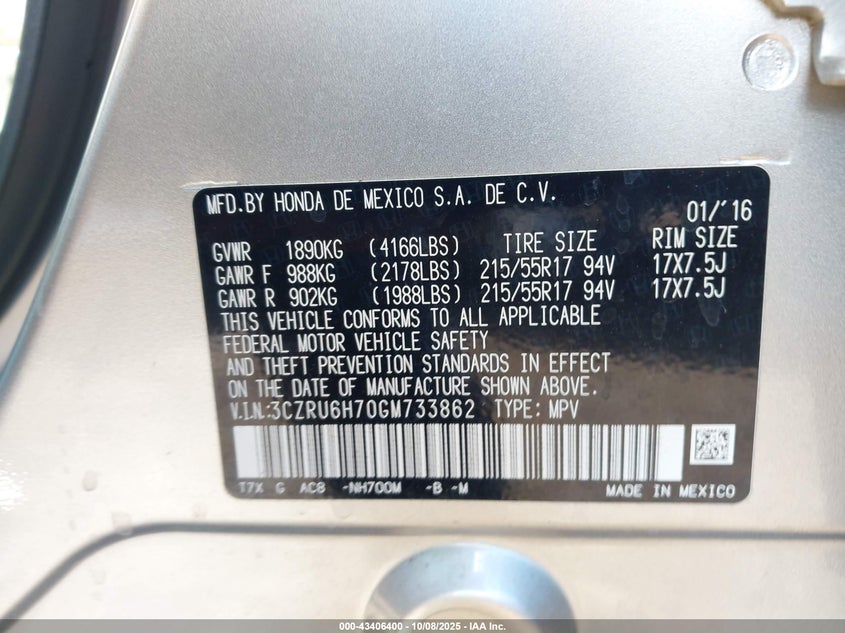 MFD.BY HONDA DE MEXICO S.A. DE C.V.
01/'16
GVWR 1890KG (4166LBS) TIRE SIZE RIM SIZE
GAWR F 988KG (2178LBS) 215/55R17 94V 17X7.5J
GAWR R 902KG (1988LBS) 215/55R17 94V 17X7.5J
THIS VEHICLE CONFORMS TO ALL APPLICABLE
FEDERAL MOTOR VEHICLE SAFETY
AND THEFT PREVENTION STANDARDS IN EFFECT
ON THE DATE OF MANUFACTURE SHOWN ABOVE.
V.I.N.:3CZRU6H70GM733862 TYPE: MPV
T7X G AC8 -NH700M -B -M MADE IN MEXICO
000-43406400 - 10/08/2025 - IAA Inc.